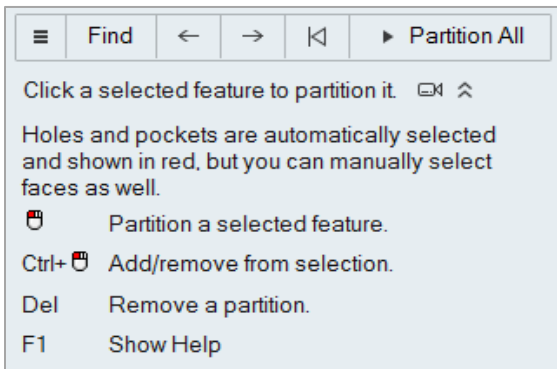 Find Partition All
Click a selected feature to partition it.
Holes and pockets are automatically selected
and shown in red, but you can manually select
faces as well.
Partition a selected feature.
Ctrl+ Add/remove from selection.
Del Remove a partition.
F1 Show Help